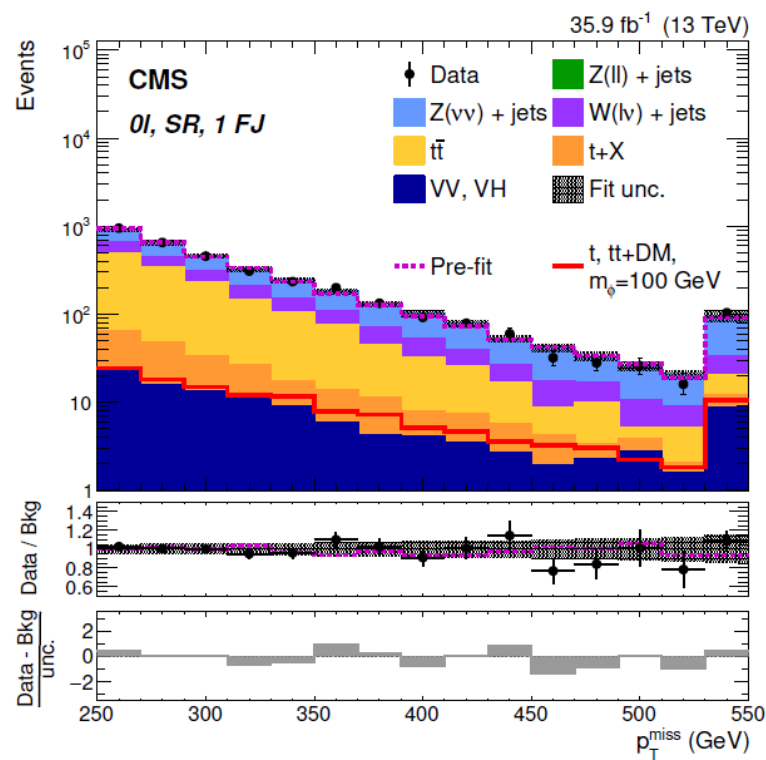 35.9 fb⁻¹ (13 TeV)
Events
CMS
0l, SR, 1 FJ
Data
Z(ll) + jets
Z(νν) + jets
W(lν) + jets
tt̄
t+X
VV, VH
Fit unc.
Pre-fit
t, tt+DM,
m_ϕ=100 GeV
10⁵
10⁴
10³
10²
10
1
Data / Bkg
1.4
1.2
1
0.8
0.6
Data - Bkg
unc.
2
0
−2
250 300 350 400 450 500 550
p_T^miss (GeV)